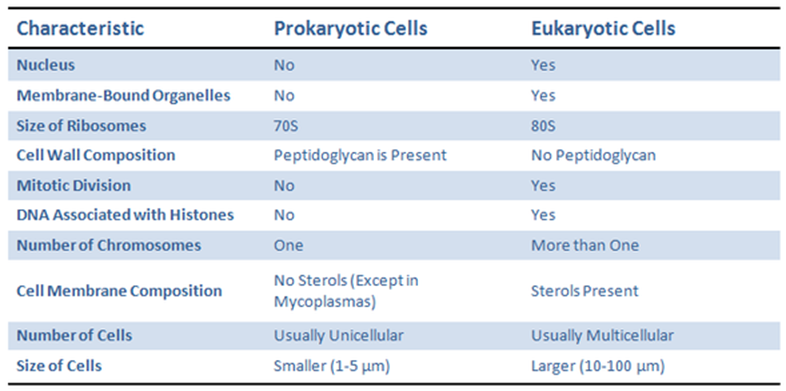 Characteristic Prokaryotic Cells Eukaryotic Cells
Nucleus No Yes
Membrane-Bound Organelles No Yes
Size of Ribosomes 70S 80S
Cell Wall Composition Peptidoglycan is Present No Peptidoglycan
Mitotic Division No Yes
DNA Associated with Histones No Yes
Number of Chromosomes One More than One
Cell Membrane Composition No Sterols (Except in Mycoplasmas) Sterols Present
Number of Cells Usually Unicellular Usually Multicellular
Size of Cells Smaller (1-5 µm) Larger (10-100 µm)